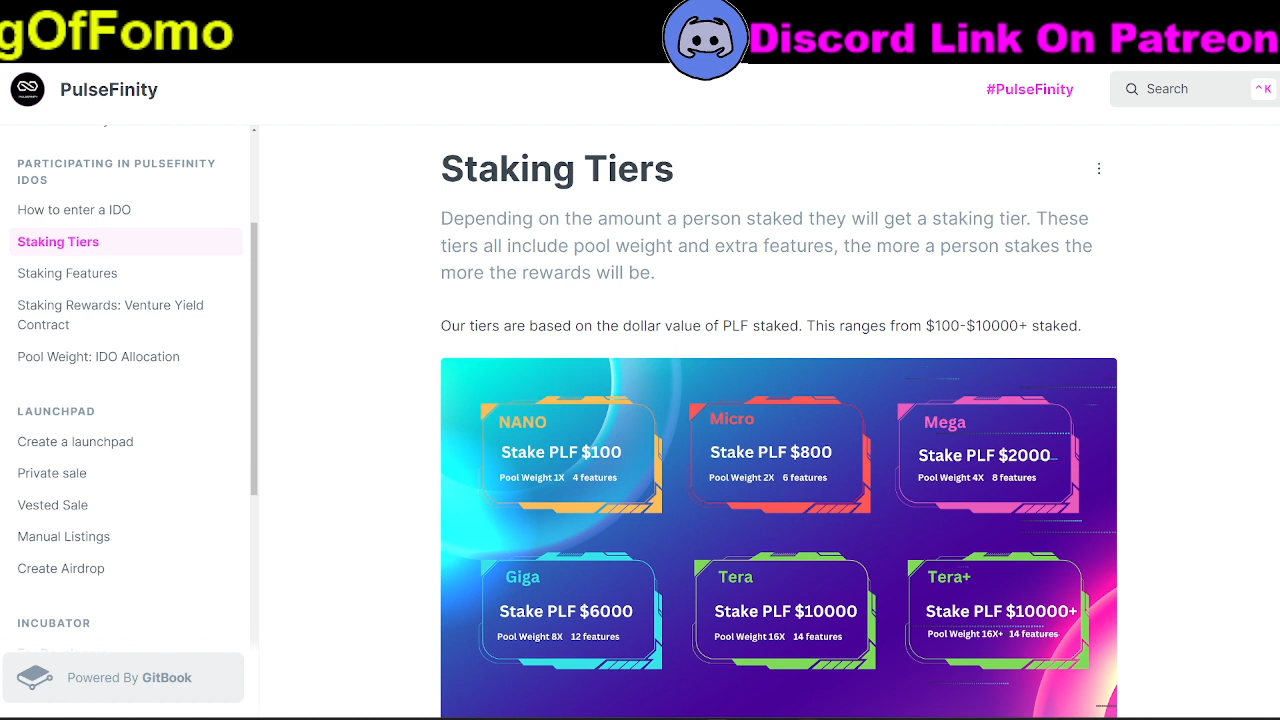 gOfFomo
Discord Link On Patreon
PulseFinity
#PulseFinity
Search
^ K
PARTICIPATING IN PULSEFINITY
IDOS
How to enter a IDO
Staking Tiers
Staking Features
Staking Rewards: Venture Yield
Contract
Pool Weight: IDO Allocation
LAUNCHPAD
Create a launchpad
Private sale
Vested Sale
Manual Listings
Create Airdrop
INCUBATOR
Powered By GitBook
Staking Tiers
Depending on the amount a person staked they will get a staking tier. These
tiers all include pool weight and extra features, the more a person stakes the
more the rewards will be.
Our tiers are based on the dollar value of PLF staked. This ranges from $100-$10000+ staked.
NANO
Stake PLF $100
Pool Weight 1X 4 features
Micro
Stake PLF $800
Pool Weight 2X 6 features
Mega
Stake PLF $2000
Pool Weight 4X 8 features
Giga
Stake PLF $6000
Pool Weight 8X 12 features
Tera
Stake PLF $10000
Pool Weight 16X 14 features
Tera+
Stake PLF $10000+
Pool Weight 16X+ 14 features